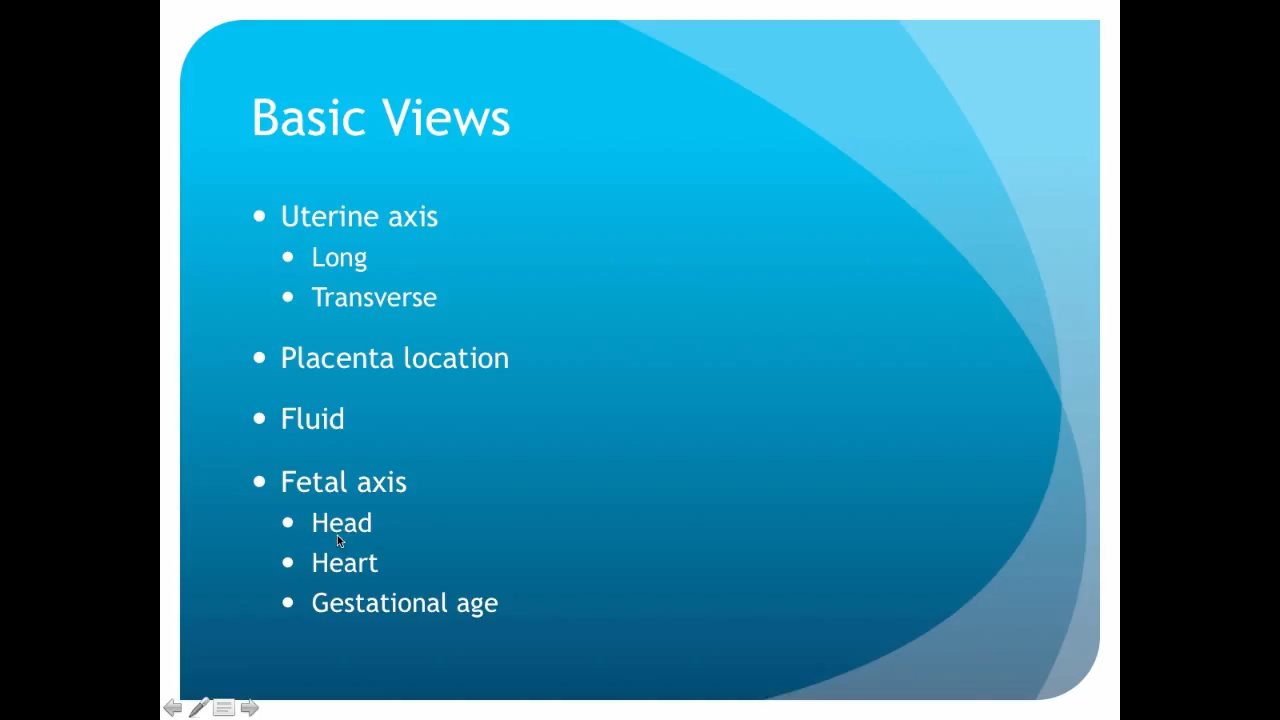 Basic Views
• Uterine axis
• Long
• Transverse
• Placenta location
• Fluid
• Fetal axis
• Head
• Heart
• Gestational age